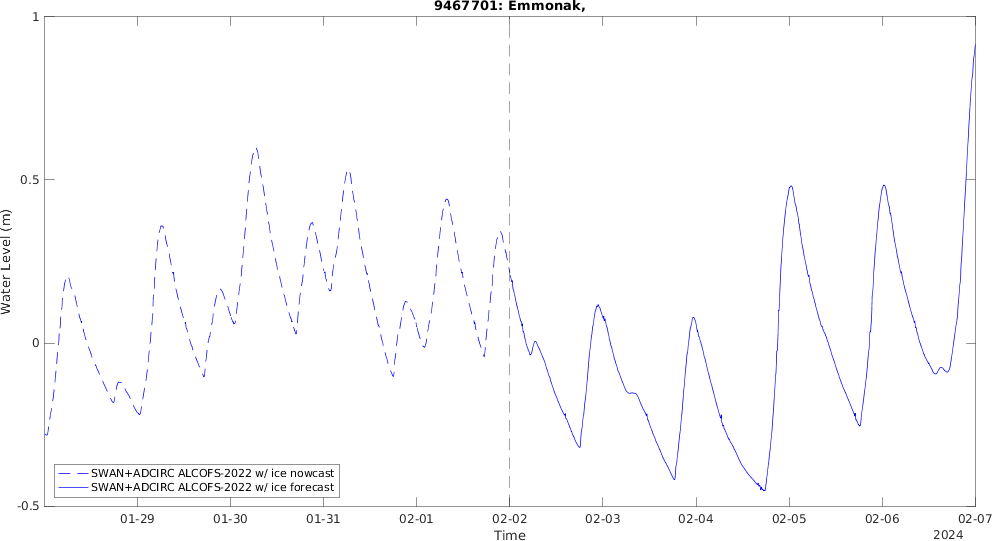 9467701: Emmonak,
Water Level (m)
1
0.5
0
-0.5
SWAN+ADCIRC ALCOFS-2022 w/ ice nowcast
SWAN+ADCIRC ALCOFS-2022 w/ ice forecast
01-29 01-30 01-31 02-01 02-02 02-03 02-04 02-05 02-06 02-07
Time
2024